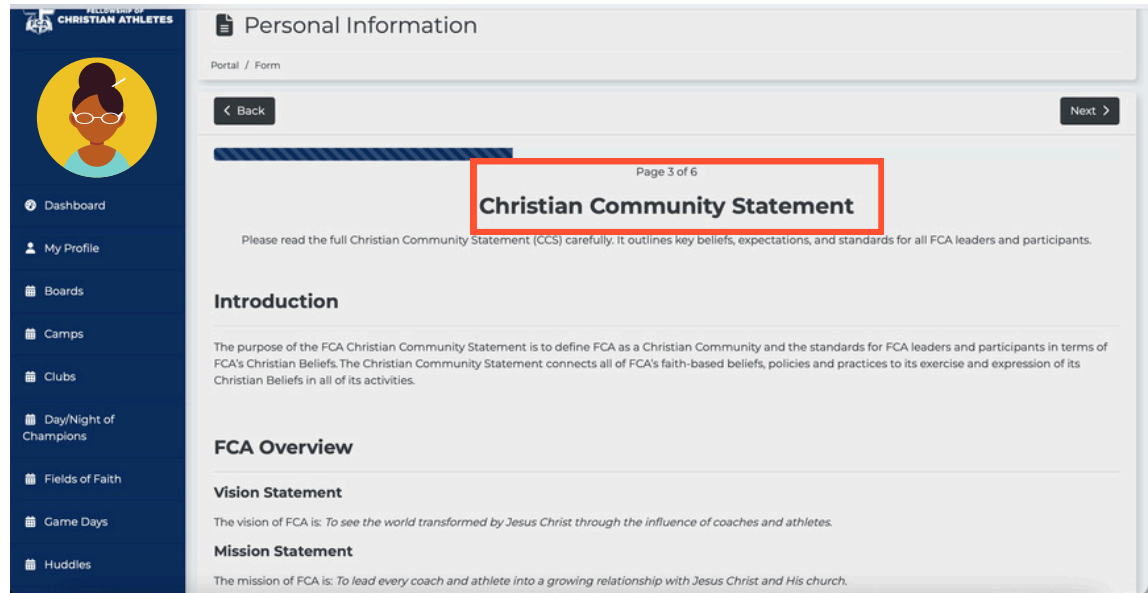 FELLOWSHIP OF
CHRISTIAN ATHLETES
FCA
Dashboard
My Profile
Boards
Camps
Clubs
Day/Night of
Champions
Fields of Faith
Game Days
Huddles
Personal Information
Portal / Form
Back
Next
Page 3 of 6
Christian Community Statement
Please read the full Christian Community Statement (CCS) carefully. It outlines key beliefs, expectations, and standards for all FCA leaders and participants.
Introduction
The purpose of the FCA Christian Community Statement is to define FCA as a Christian Community and the standards for FCA leaders and participants in terms of
FCA's Christian Beliefs. The Christian Community Statement connects all of FCA's faith-based beliefs, policies and practices to its exercise and expression of its
Christian Beliefs in all of its activities.
FCA Overview
Vision Statement
The vision of FCA is: To see the world transformed by Jesus Christ through the influence of coaches and athletes.
Mission Statement
The mission of FCA is: To lead every coach and athlete into a growing relationship with Jesus Christ and His church.